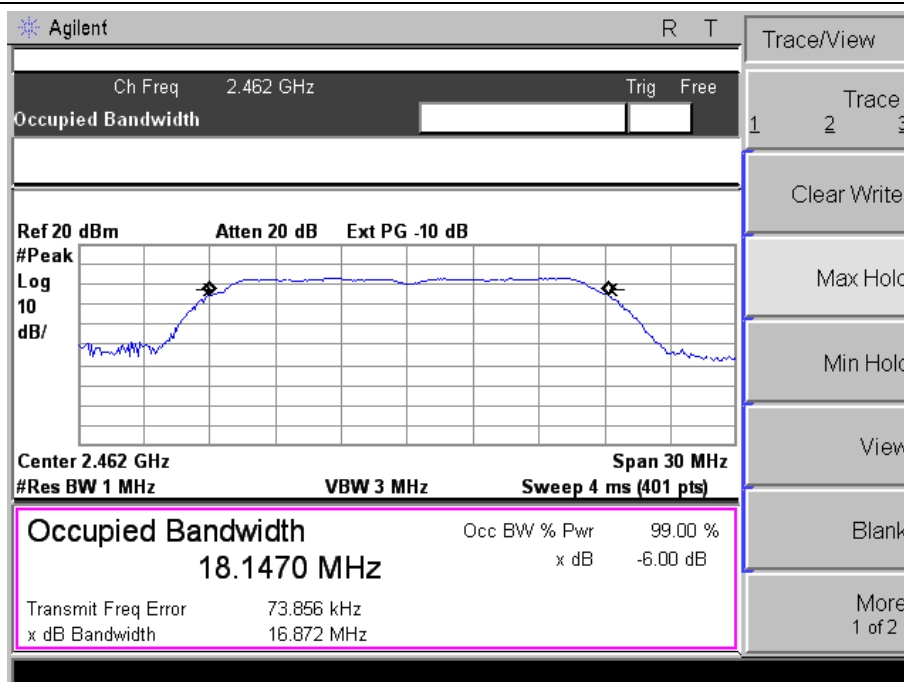 Agilent R T
Ch Freq 2.462 GHz Trig Free
Occupied Bandwidth
Ref 20 dBm Atten 20 dB Ext PG -10 dB
#Peak
Log
10
dB/
Center 2.462 GHz Span 30 MHz
#Res BW 1 MHz VBW 3 MHz Sweep 4 ms (401 pts)
Occupied Bandwidth Occ BW % Pwr 99.00 %
18.1470 MHz x dB -6.00 dB
Transmit Freq Error 73.856 kHz
x dB Bandwidth 16.872 MHz
Trace/View
Trace
1 2 3
Clear Write
Max Hold
Min Hold
View
Blank
More
1 of 2